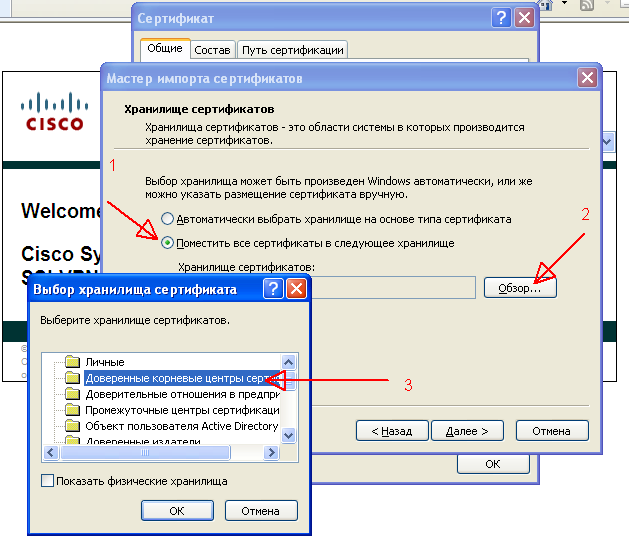 Сертификат
Общие
Состав
Путь сертификации
Мастер импорта сертификатов
CISCO
Хранилище сертификатов
Хранилища сертификатов - это области системы в которых производится
хранение сертификатов.
1
Выбор хранилища может быть произведен Windows автоматически, или же
можно указать размещение сертификата вручную.
Welcome
Автоматически выбрать хранилище на основе типа сертификата
2
Поместить все сертификаты в следующее хранилище
Cisco Sy
Хранилище сертификатов:
Обзор...
Выбор хранилища сертификата
Выберите хранилище сертификатов.
Личные
Доверенные корневые центры серти
3
Доверительные отношения в предпри
Промежуточные центры сертификаци
Объект пользователя Active Directory
Доверенные издатели
< Назад
Далее >
Отмена
OK
Показать физические хранилища
OK
Отмена